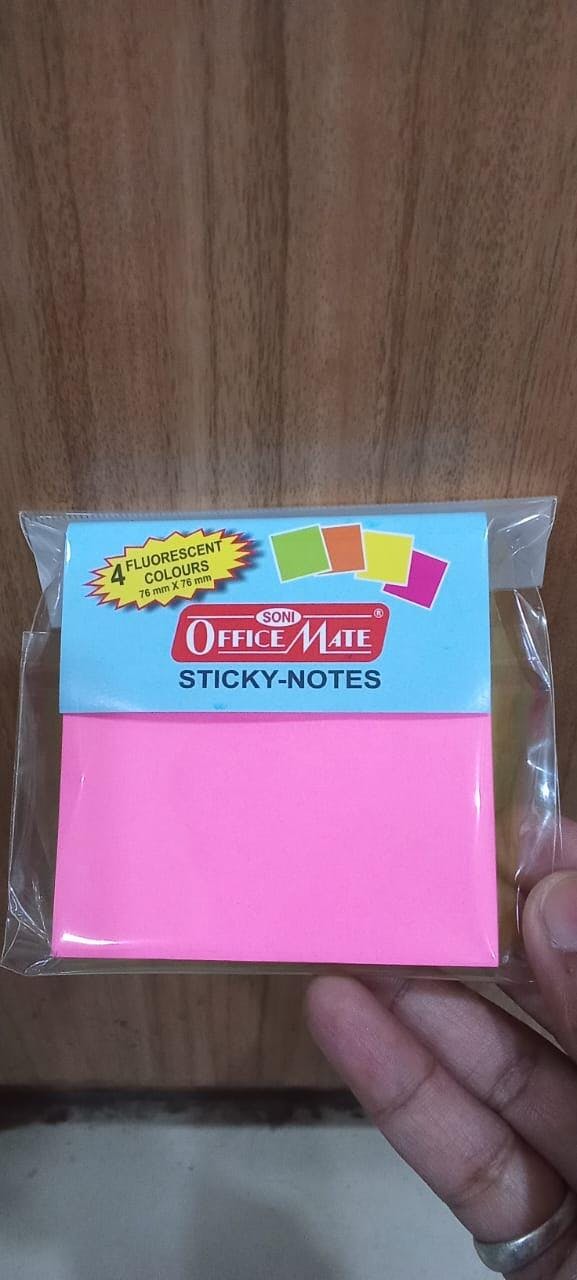 4 FLUORESCENT
COLOURS
76 mm X 76 mm
SONI
OFFICE MATE ®
STICKY-NOTES